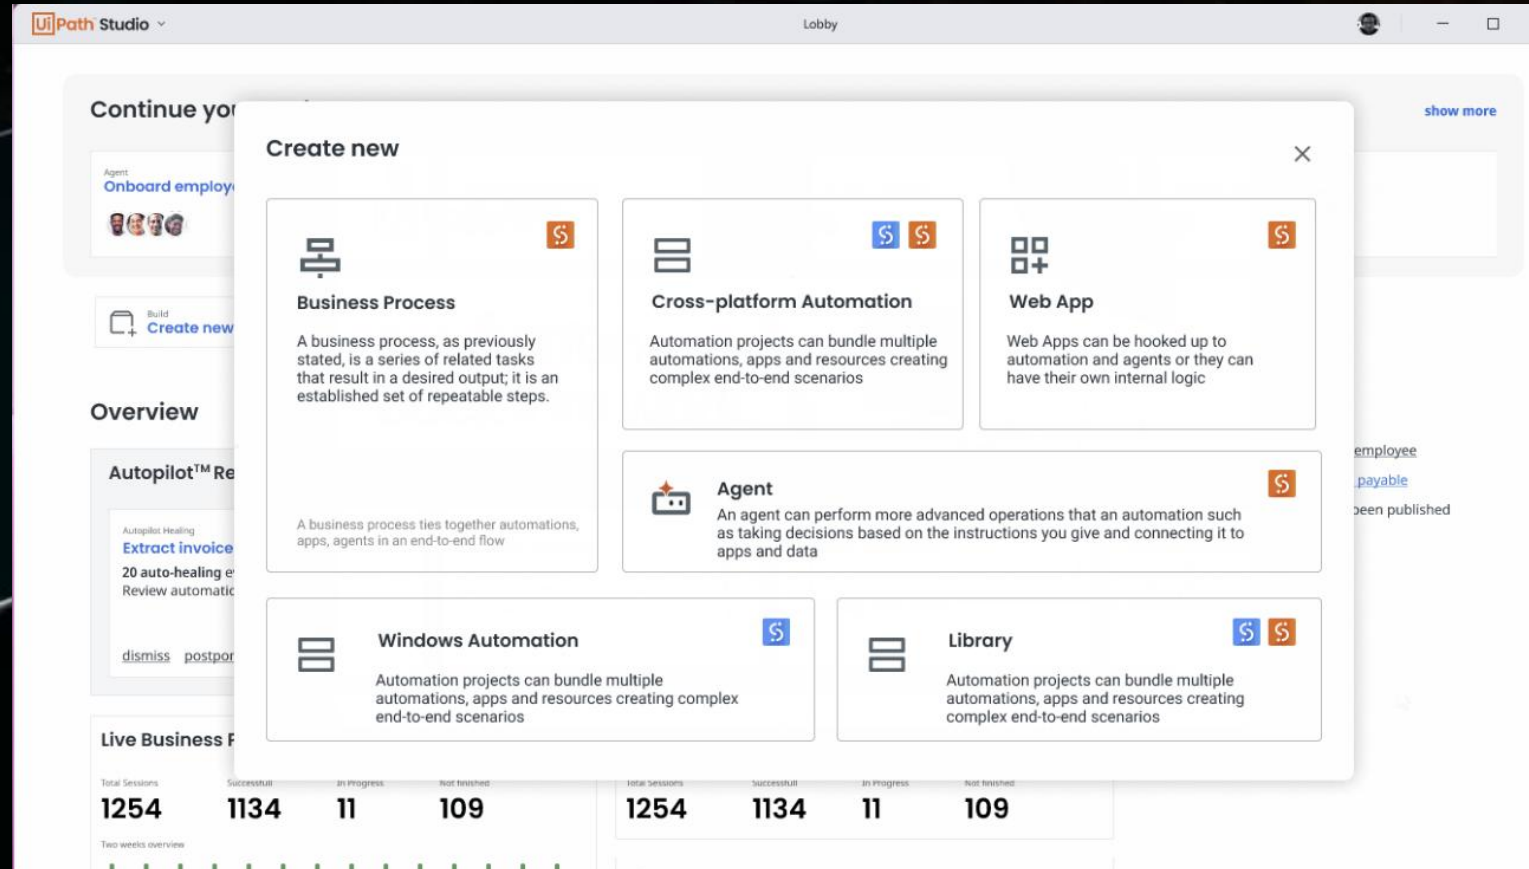 UiPath Studio
Lobby
Continue you
show more
Agent
Onboard employe
Build
Create new
Overview
Autopilot™ Re
Autopilot Healing
Extract invoice
20 auto-healing
Review automatic
dismiss postpon
Create new
Business Process
A business process, as previously
stated, is a series of related tasks
that result in a desired output; it is an
established set of repeatable steps.
A business process ties together automations,
apps, agents in an end-to-end flow
Cross-platform Automation
Automation projects can bundle multiple
automations, apps and resources creating
complex end-to-end scenarios
Web App
Web Apps can be hooked up to
automation and agents or they can
have their own internal logic
Agent
An agent can perform more advanced operations that an automation such
as taking decisions based on the instructions you give and connecting it to
apps and data
Windows Automation
Automation projects can bundle multiple
automations, apps and resources creating complex
end-to-end scenarios
Library
Automation projects can bundle multiple
automations, apps and resources creating
complex end-to-end scenarios
employee
payable
been published
Live Business P
Total Sessions Successfull In Progress Not finished
1254 1134 11 109
Two weeks overview
Total Sessions Successfull In Progress Not finished
1254 1134 11 109